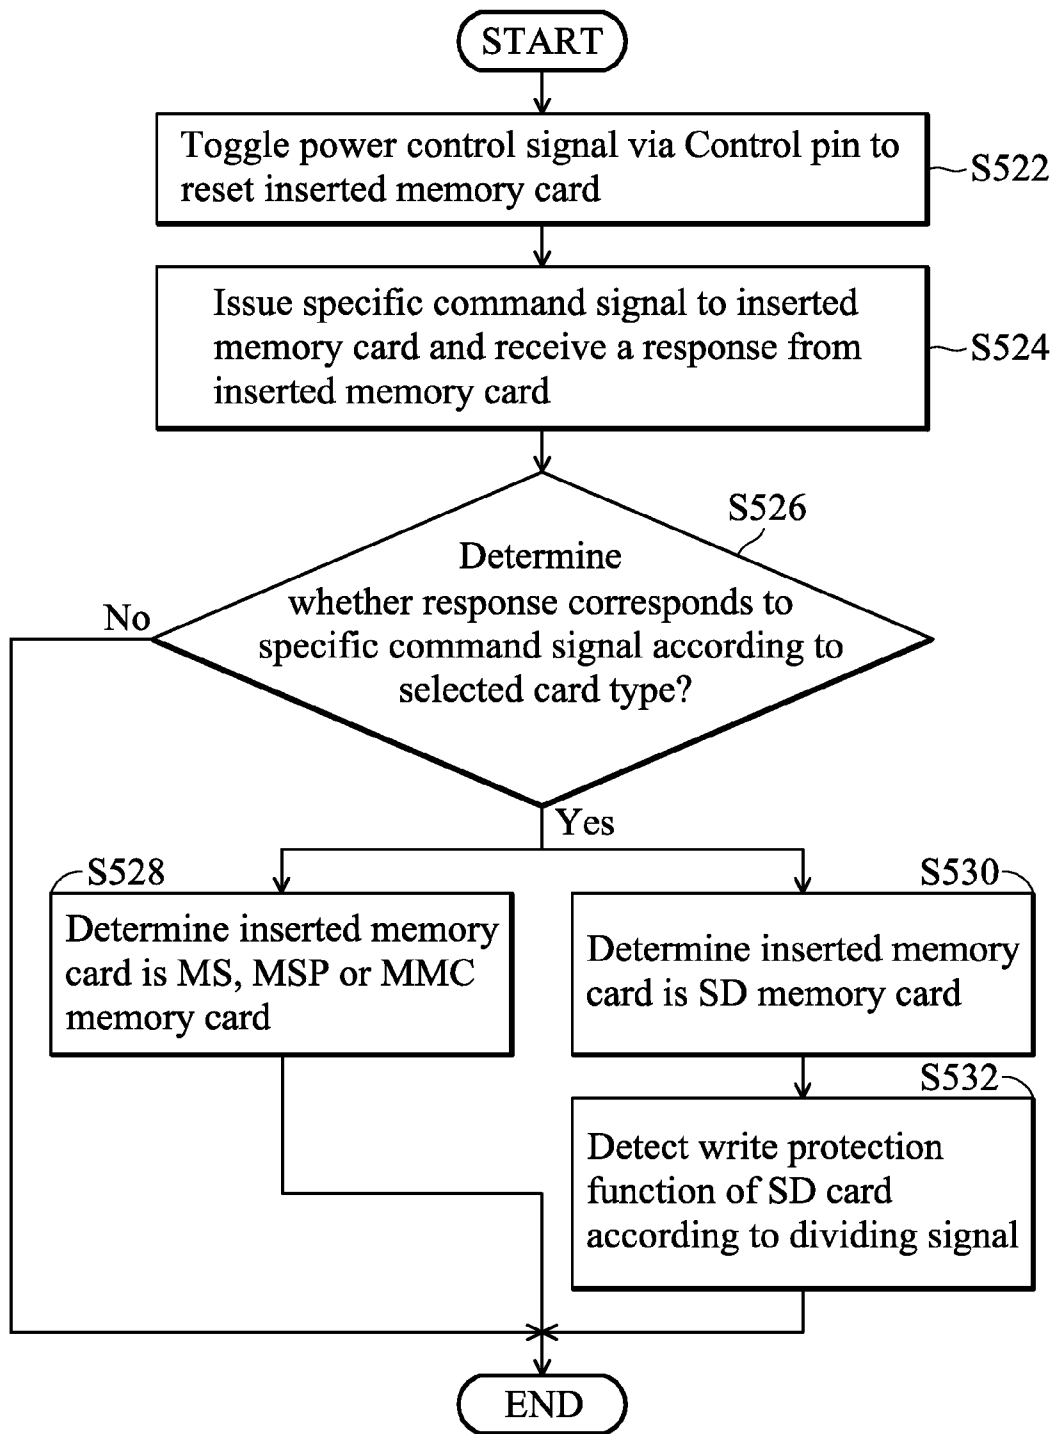 START
Toggle power control signal via Control pin to
reset inserted memory card
S522
Issue specific command signal to inserted
memory card and receive a response from
inserted memory card
S524
S526
Determine
whether response corresponds to
specific command signal according to
selected card type?
No
Yes
S528
Determine inserted memory
card is MS, MSP or MMC
memory card
S530
Determine inserted memory
card is SD memory card
S532
Detect write protection
function of SD card
according to dividing signal
END